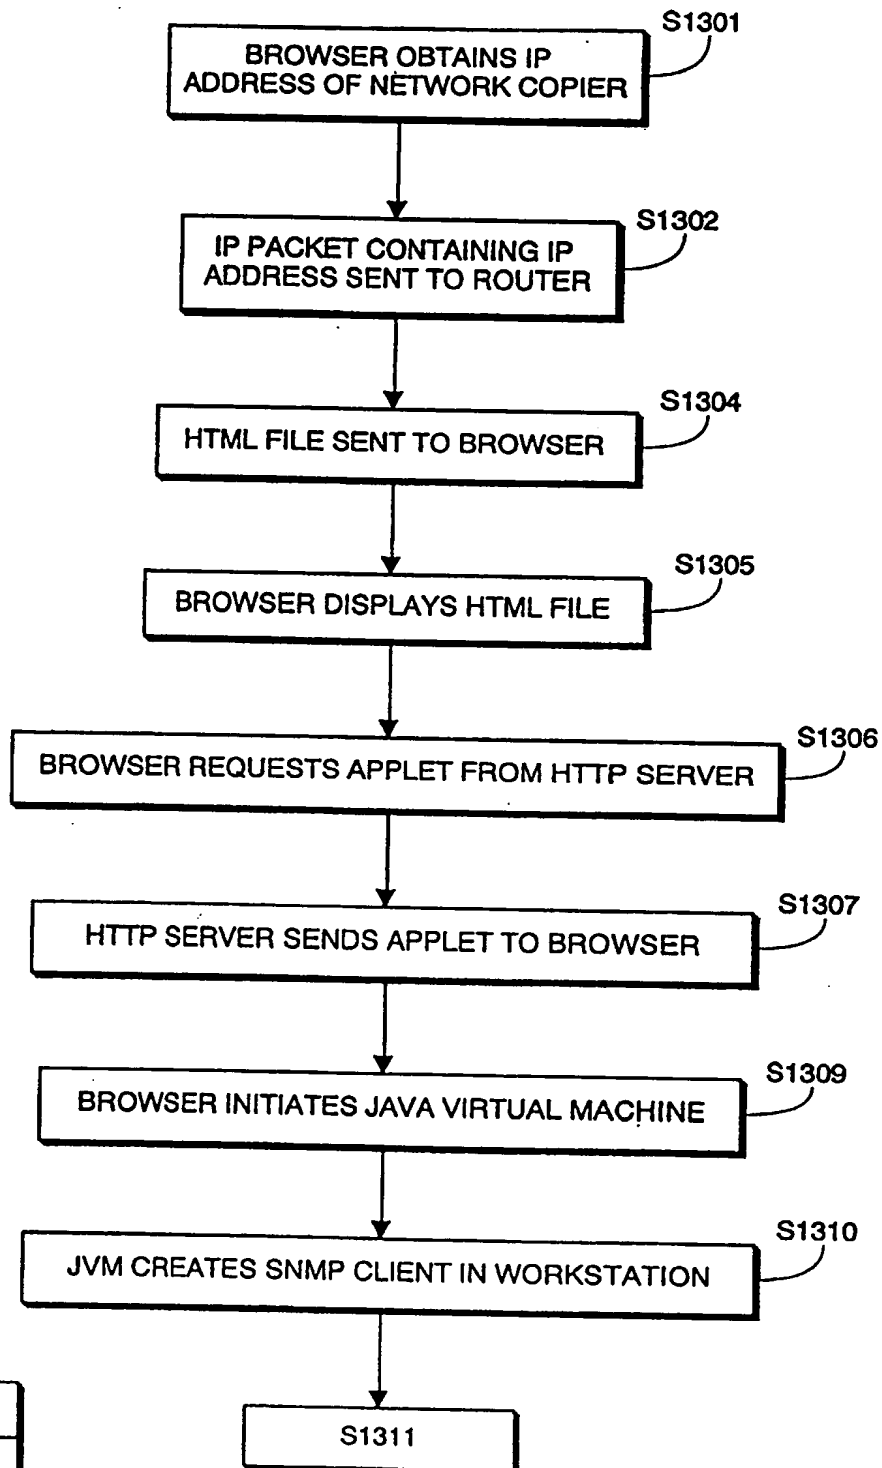 S1301
BROWSER OBTAINS IP
ADDRESS OF NETWORK COPIER
S1302
IP PACKET CONTAINING IP
ADDRESS SENT TO ROUTER
S1304
HTML FILE SENT TO BROWSER
S1305
BROWSER DISPLAYS HTML FILE
S1306
BROWSER REQUESTS APPLET FROM HTTP SERVER
S1307
HTTP SERVER SENDS APPLET TO BROWSER
S1309
BROWSER INITIATES JAVA VIRTUAL MACHINE
S1310
JVM CREATES SNMP CLIENT IN WORKSTATION
S1311